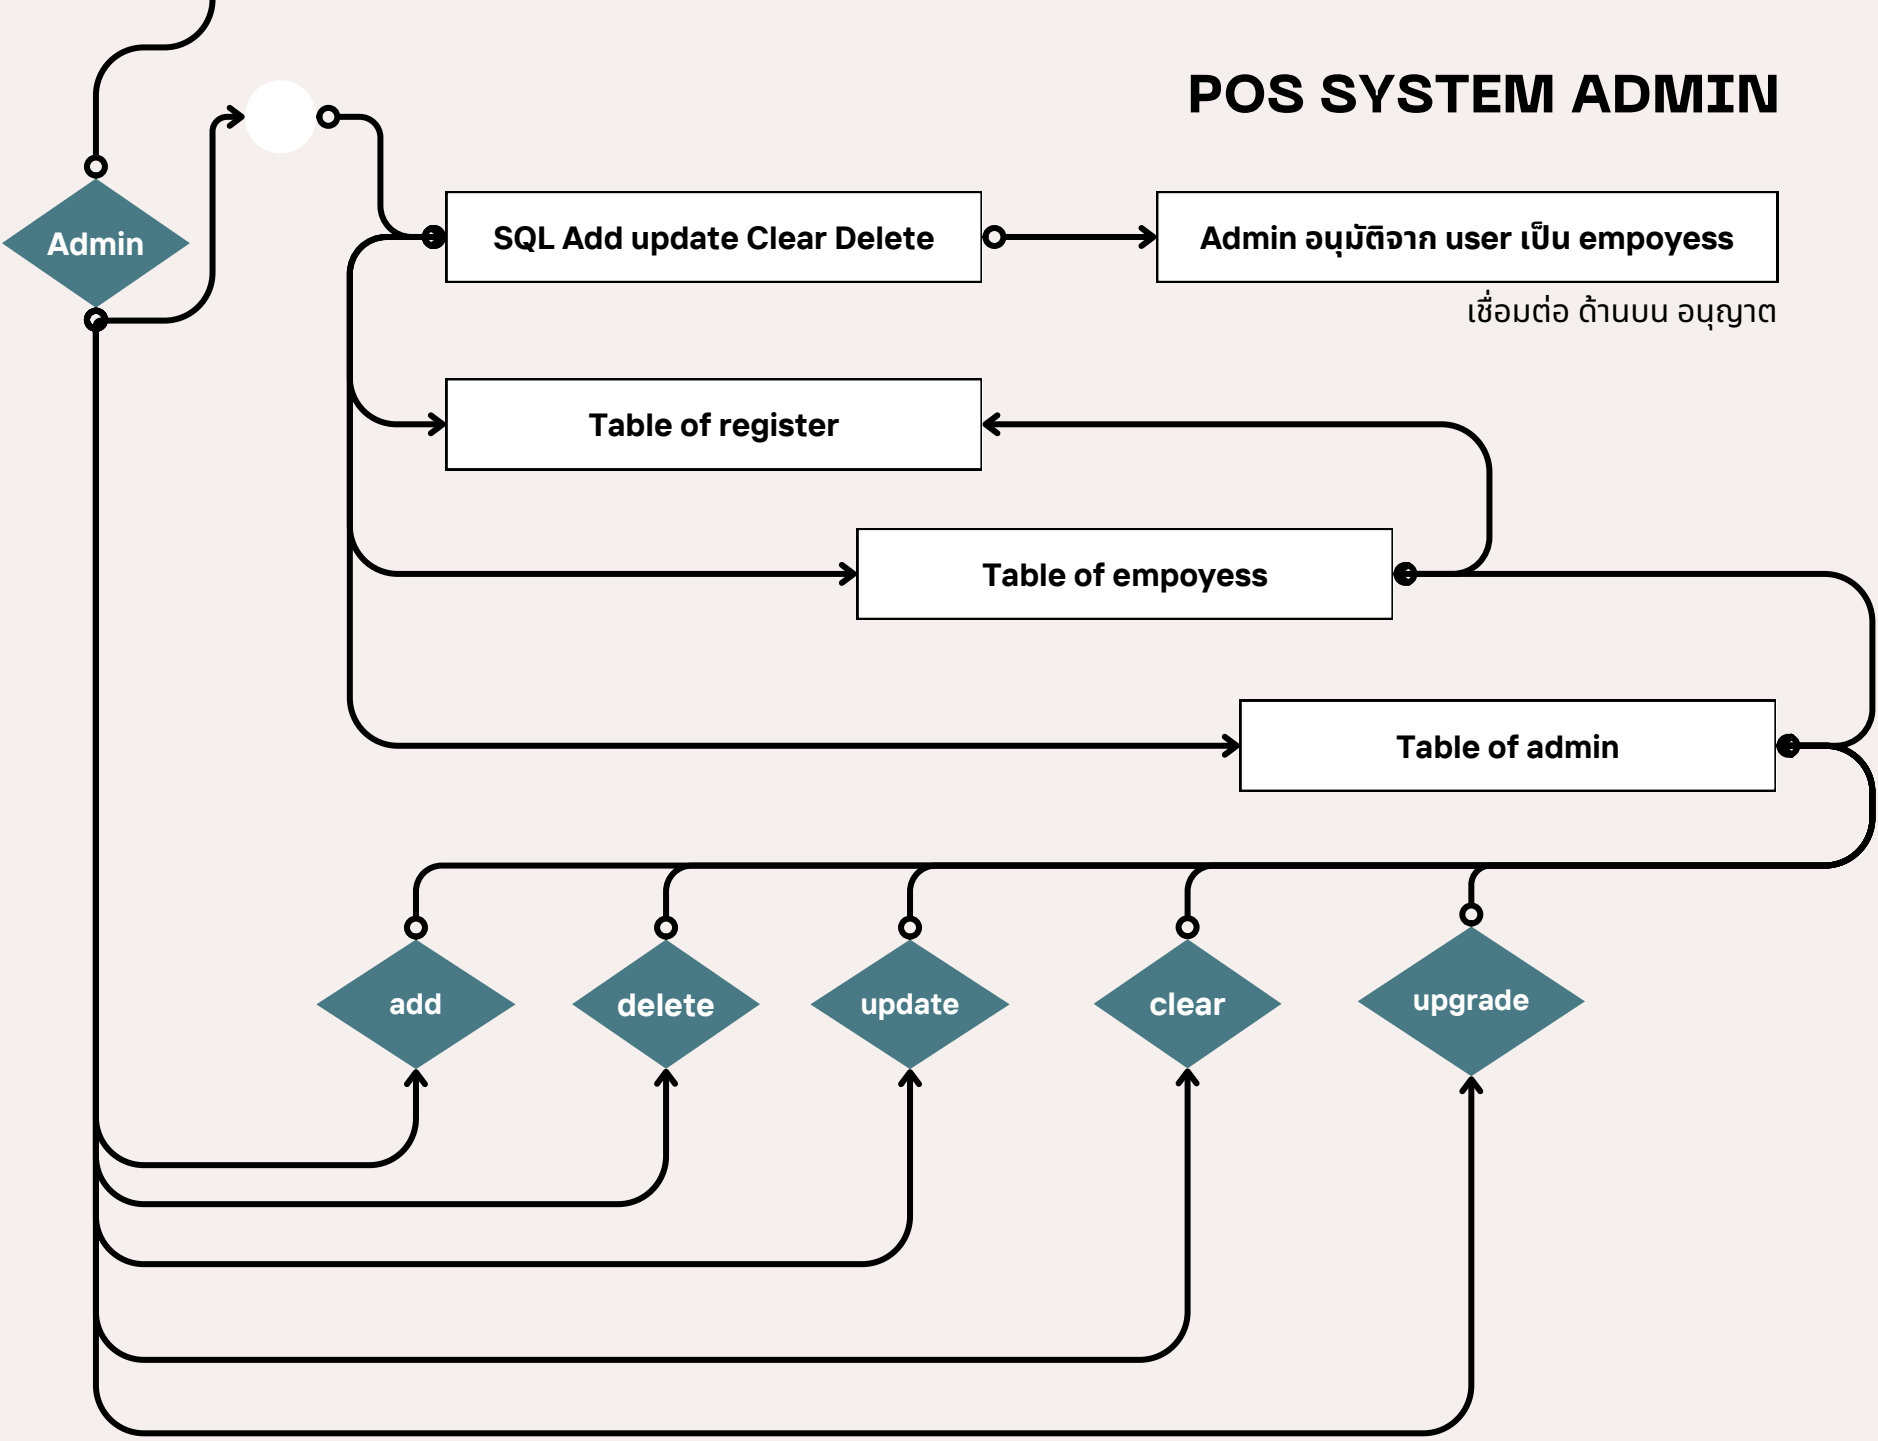 POS SYSTEM ADMIN
Admin
SQL Add update Clear Delete
Admin อนุมัติจาก user เป็น empoyess
เชื่อมต่อ ด้านบน อนุญาต
Table of register
Table of empoyess
Table of admin
add
delete
update
clear
upgrade